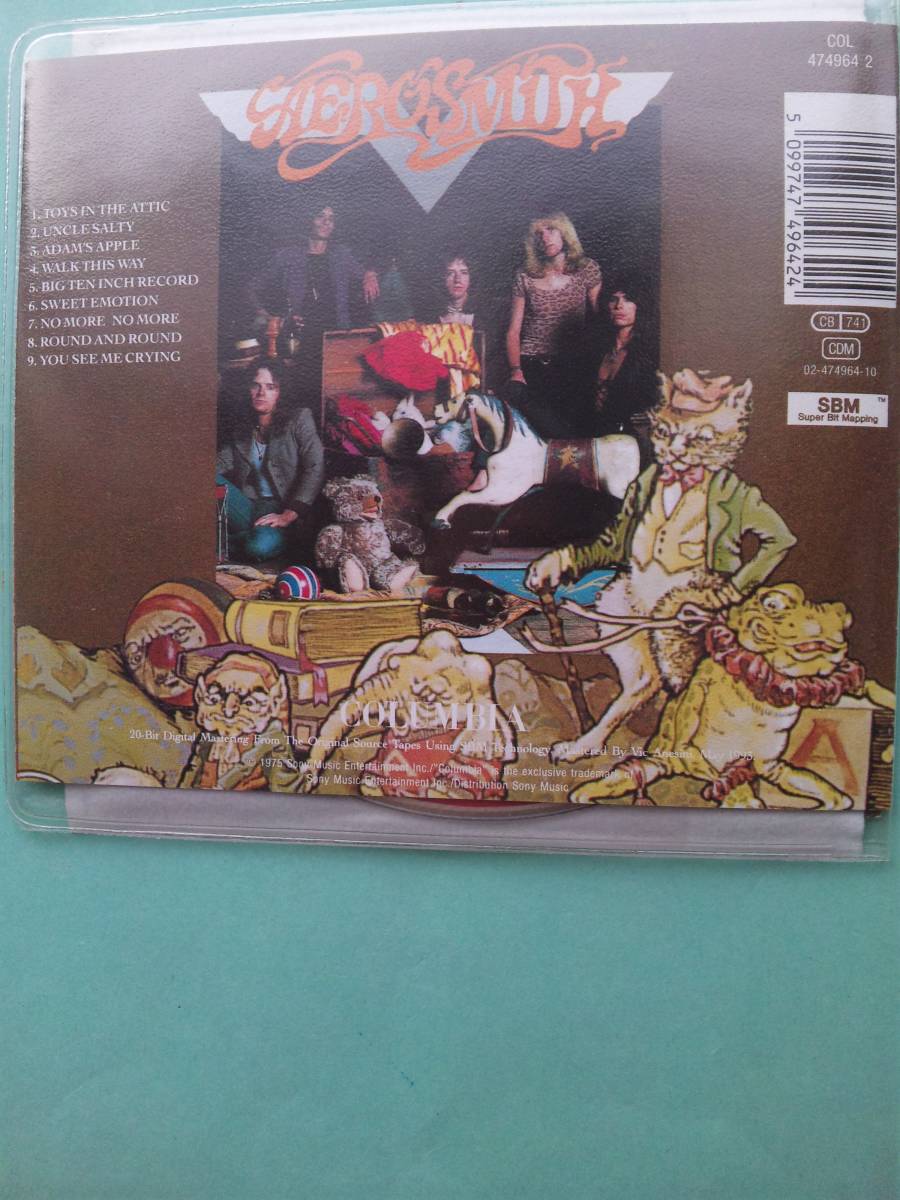 COL
474964 2
AEROSMITH
5 099747 496424
1. TOYS IN THE ATTIC
2. UNCLE SALTY
3. ADAM'S APPLE
4. WALK THIS WAY
5. BIG TEN INCH RECORD
6. SWEET EMOTION
7. NO MORE NO MORE
8. ROUND AND ROUND
9. YOU SEE ME CRYING
CB 741
CDM
02-474964-10
SBM™
Super Bit Mapping
A
COLUMBIA
20-Bit Digital Mastering From The Original Source Tapes Using SBM Technology. Mastered By Vic Anesini, May 1993.
© 1975 Sony Music Entertainment Inc./"Columbia" is the exclusive trademark of
Sony Music Entertainment Inc./Distribution Sony Music